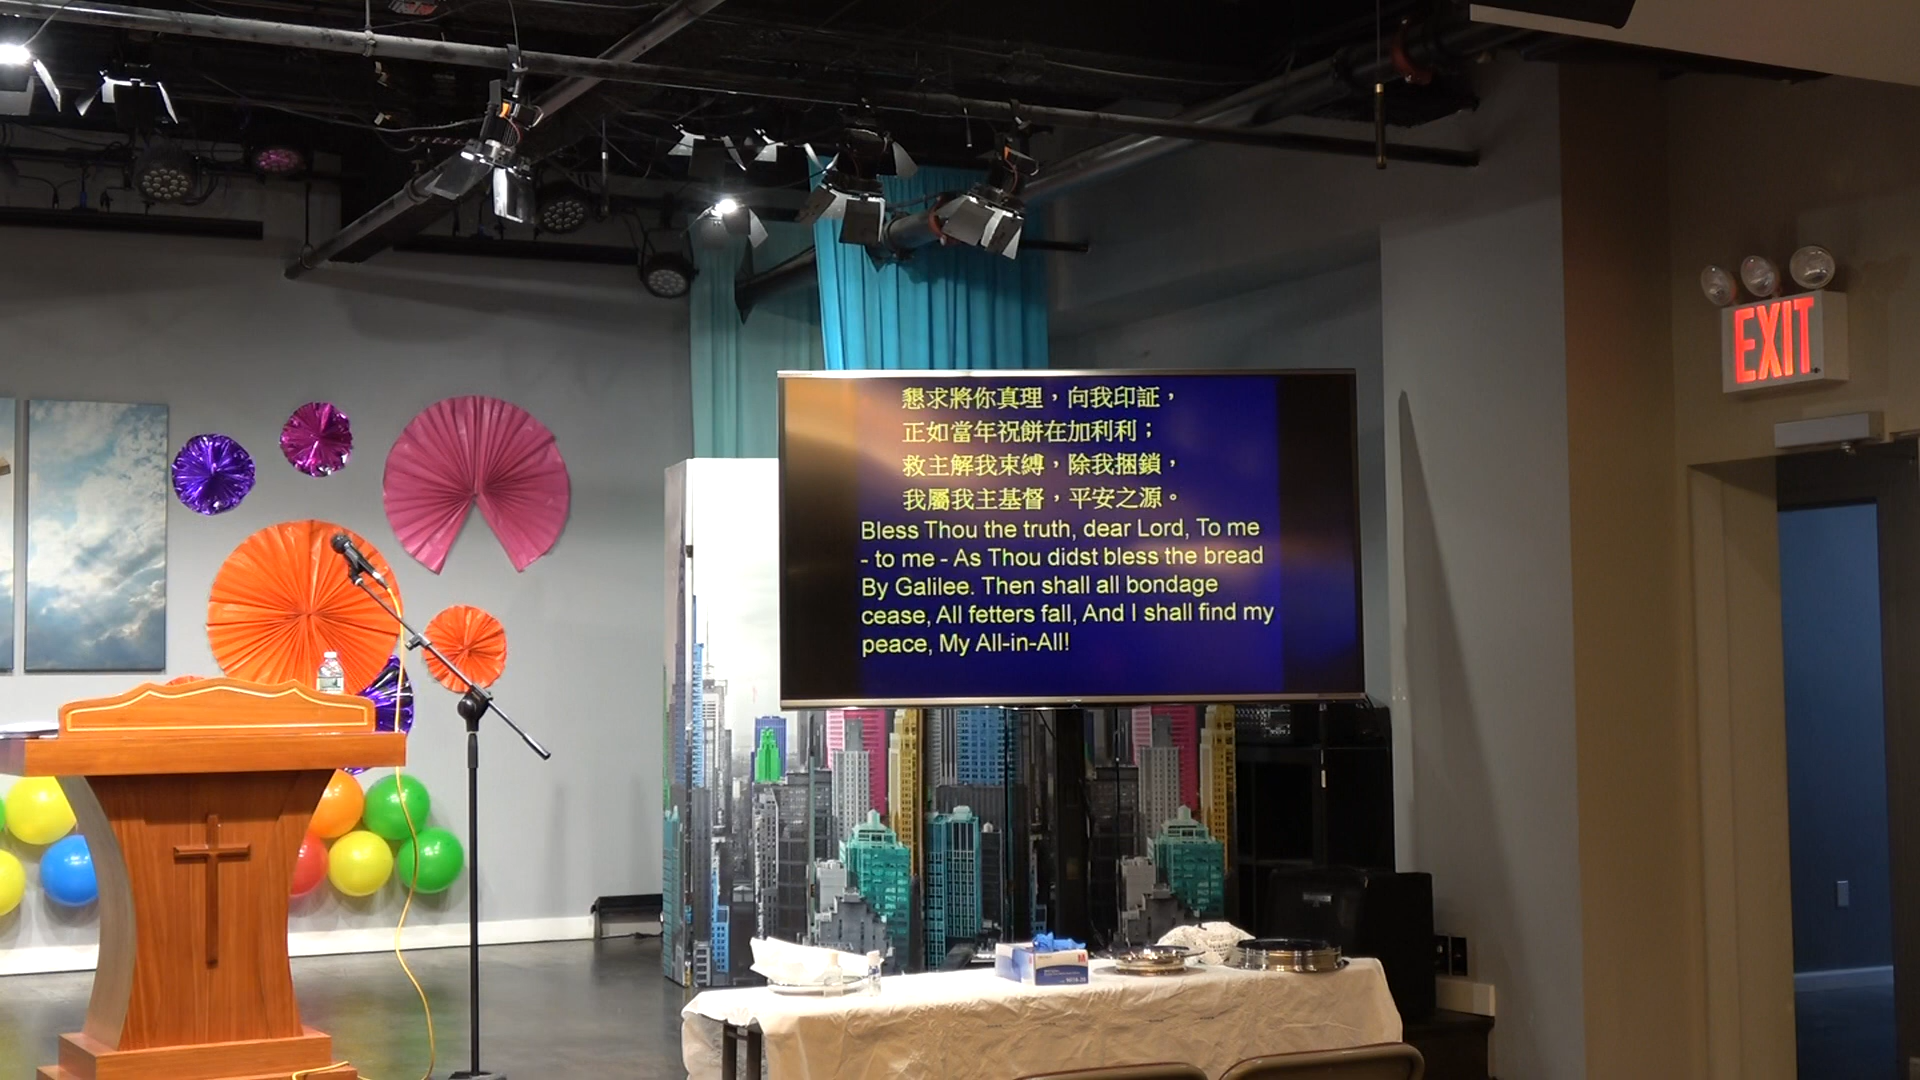 懇求將你真理，向我印証，
正如當年祝餅在加利利；
救主解我束縛，除我捆鎖，
我屬我主基督，平安之源。
Bless Thou the truth, dear Lord, To me
- to me - As Thou didst bless the bread
By Galilee. Then shall all bondage
cease, All fetters fall, And I shall find my
peace, My All-in-All!
EXIT